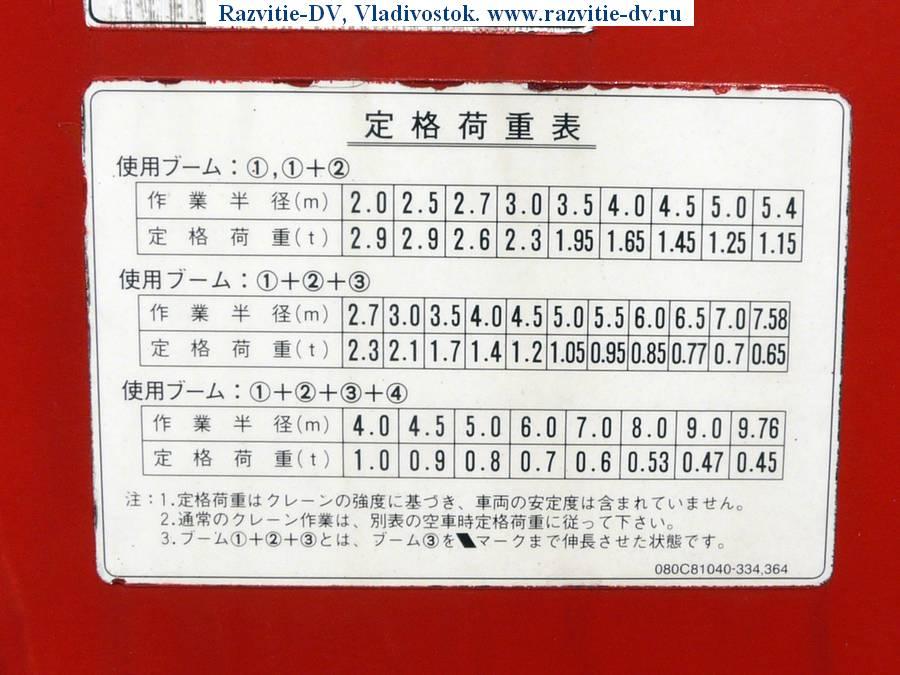 Razvitie-DV, Vladivostok. www.razvitie-dv.ru
定格荷重表
使用ブーム：①,①+②
作業半径(m) 2.0 2.5 2.7 3.0 3.5 4.0 4.5 5.0 5.4
定格荷重(t) 2.9 2.9 2.6 2.3 1.95 1.65 1.45 1.25 1.15
使用ブーム：①+②+③
作業半径(m) 2.7 3.0 3.5 4.0 4.5 5.0 5.5 6.0 6.5 7.0 7.58
定格荷重(t) 2.3 2.1 1.7 1.4 1.2 1.05 0.95 0.85 0.77 0.7 0.65
使用ブーム：①+②+③+④
作業半径(m) 4.0 4.5 5.0 6.0 7.0 8.0 9.0 9.76
定格荷重(t) 1.0 0.9 0.8 0.7 0.6 0.53 0.47 0.45
注：1.定格荷重はクレーンの強度に基づき、車両の安定度は含まれていません。
2.通常のクレーン作業は、別表の空車時定格荷重に従って下さい。
3.ブーム①+②+③とは、ブーム③を◥マークまで伸長させた状態です。
080C81040-334,364